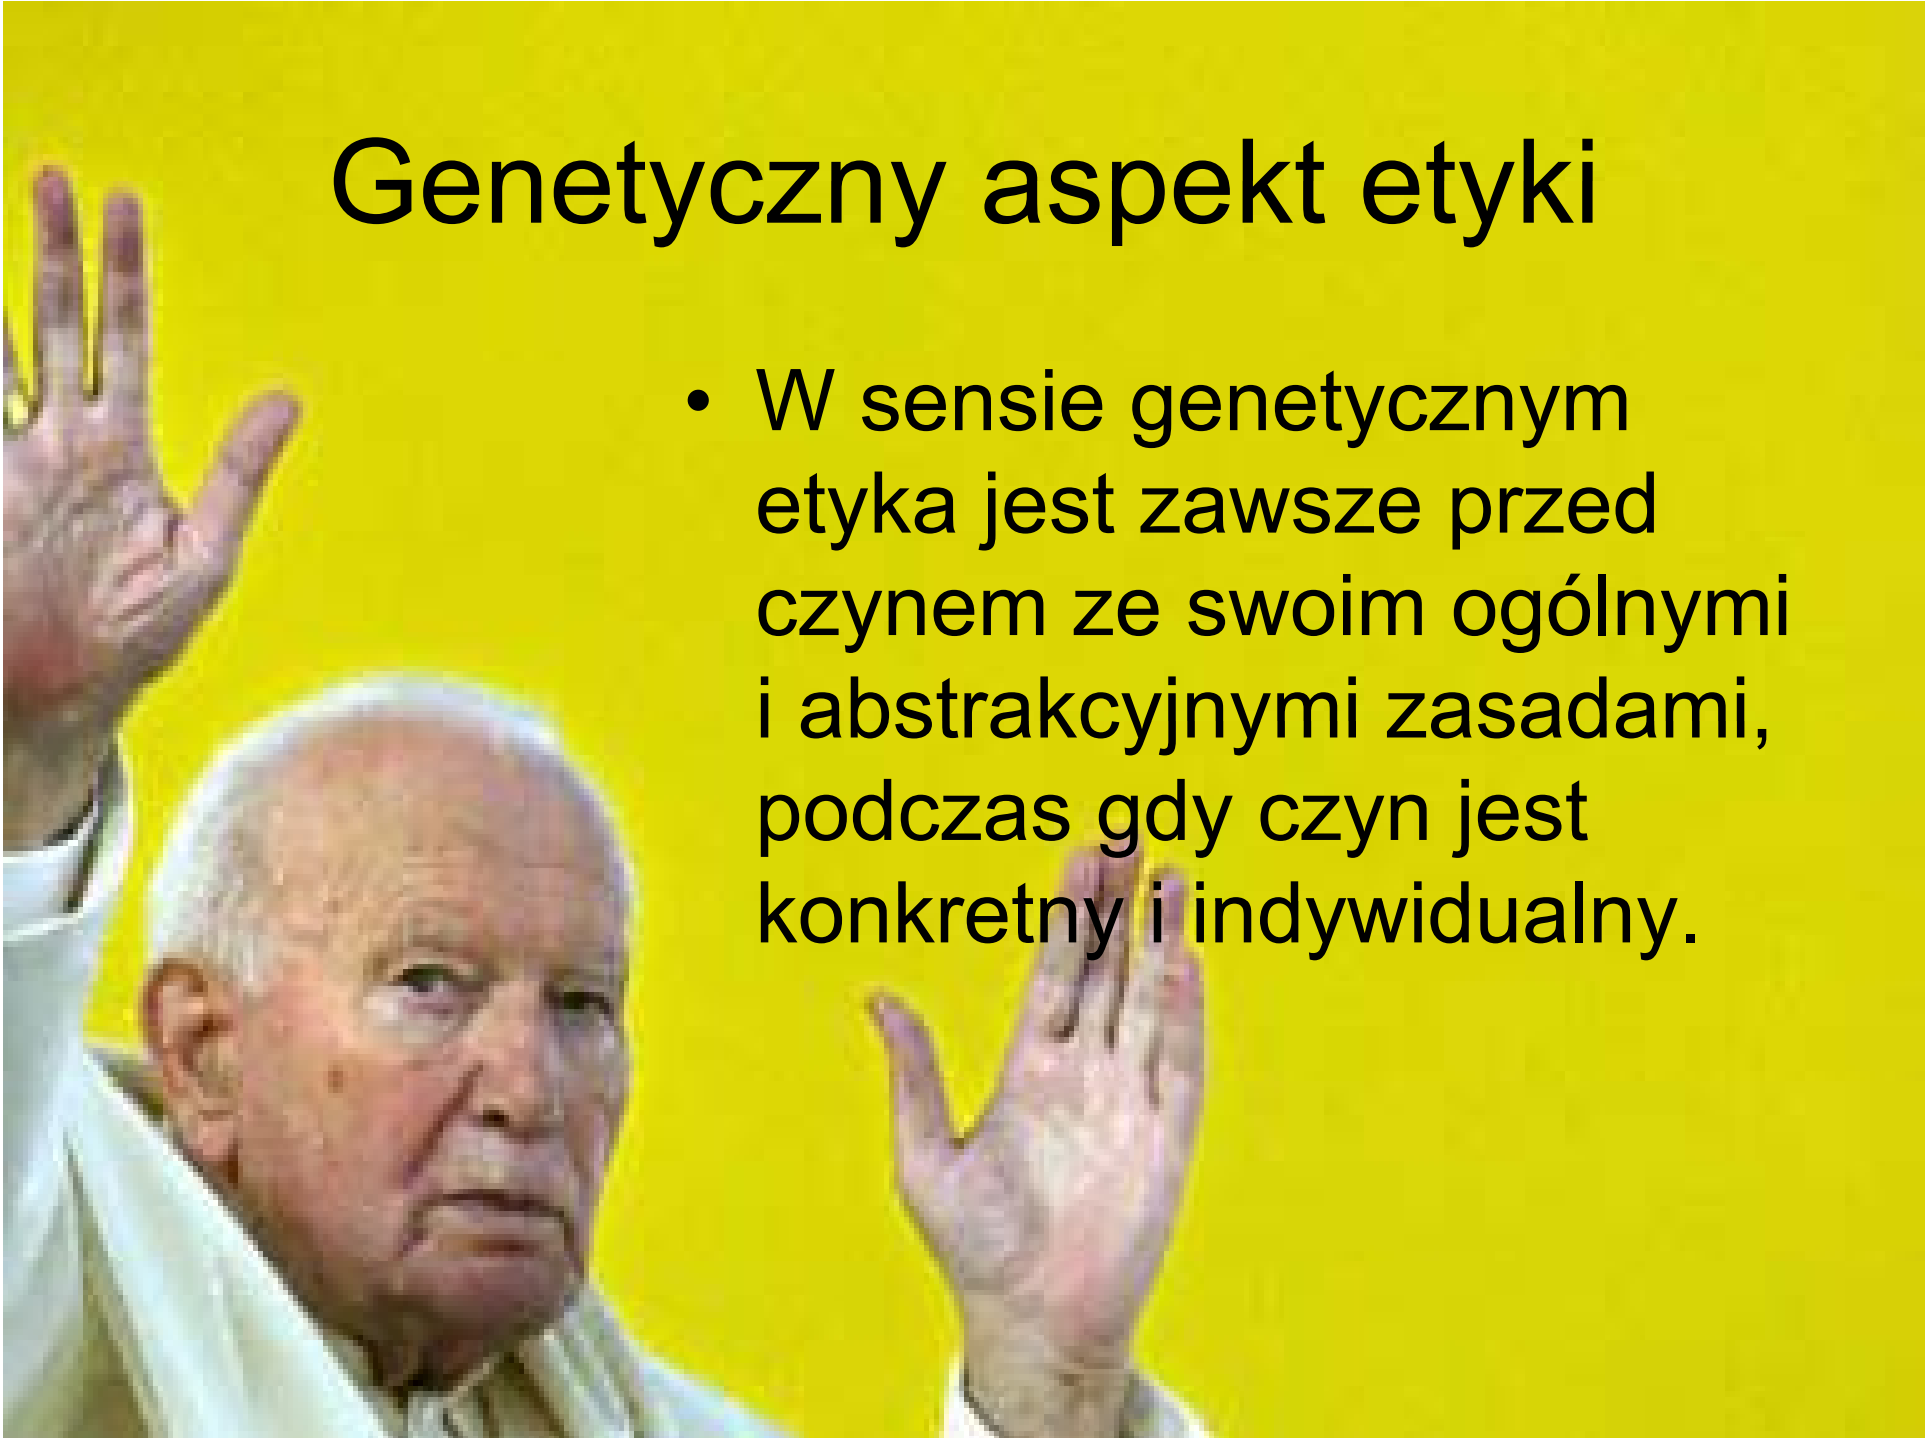 Genetyczny aspekt etyki
• W sensie genetycznym
etyka jest zawsze przed
czynem ze swoim ogólnymi
i abstrakcyjnymi zasadami,
podczas gdy czyn jest
konkretny i indywidualny.